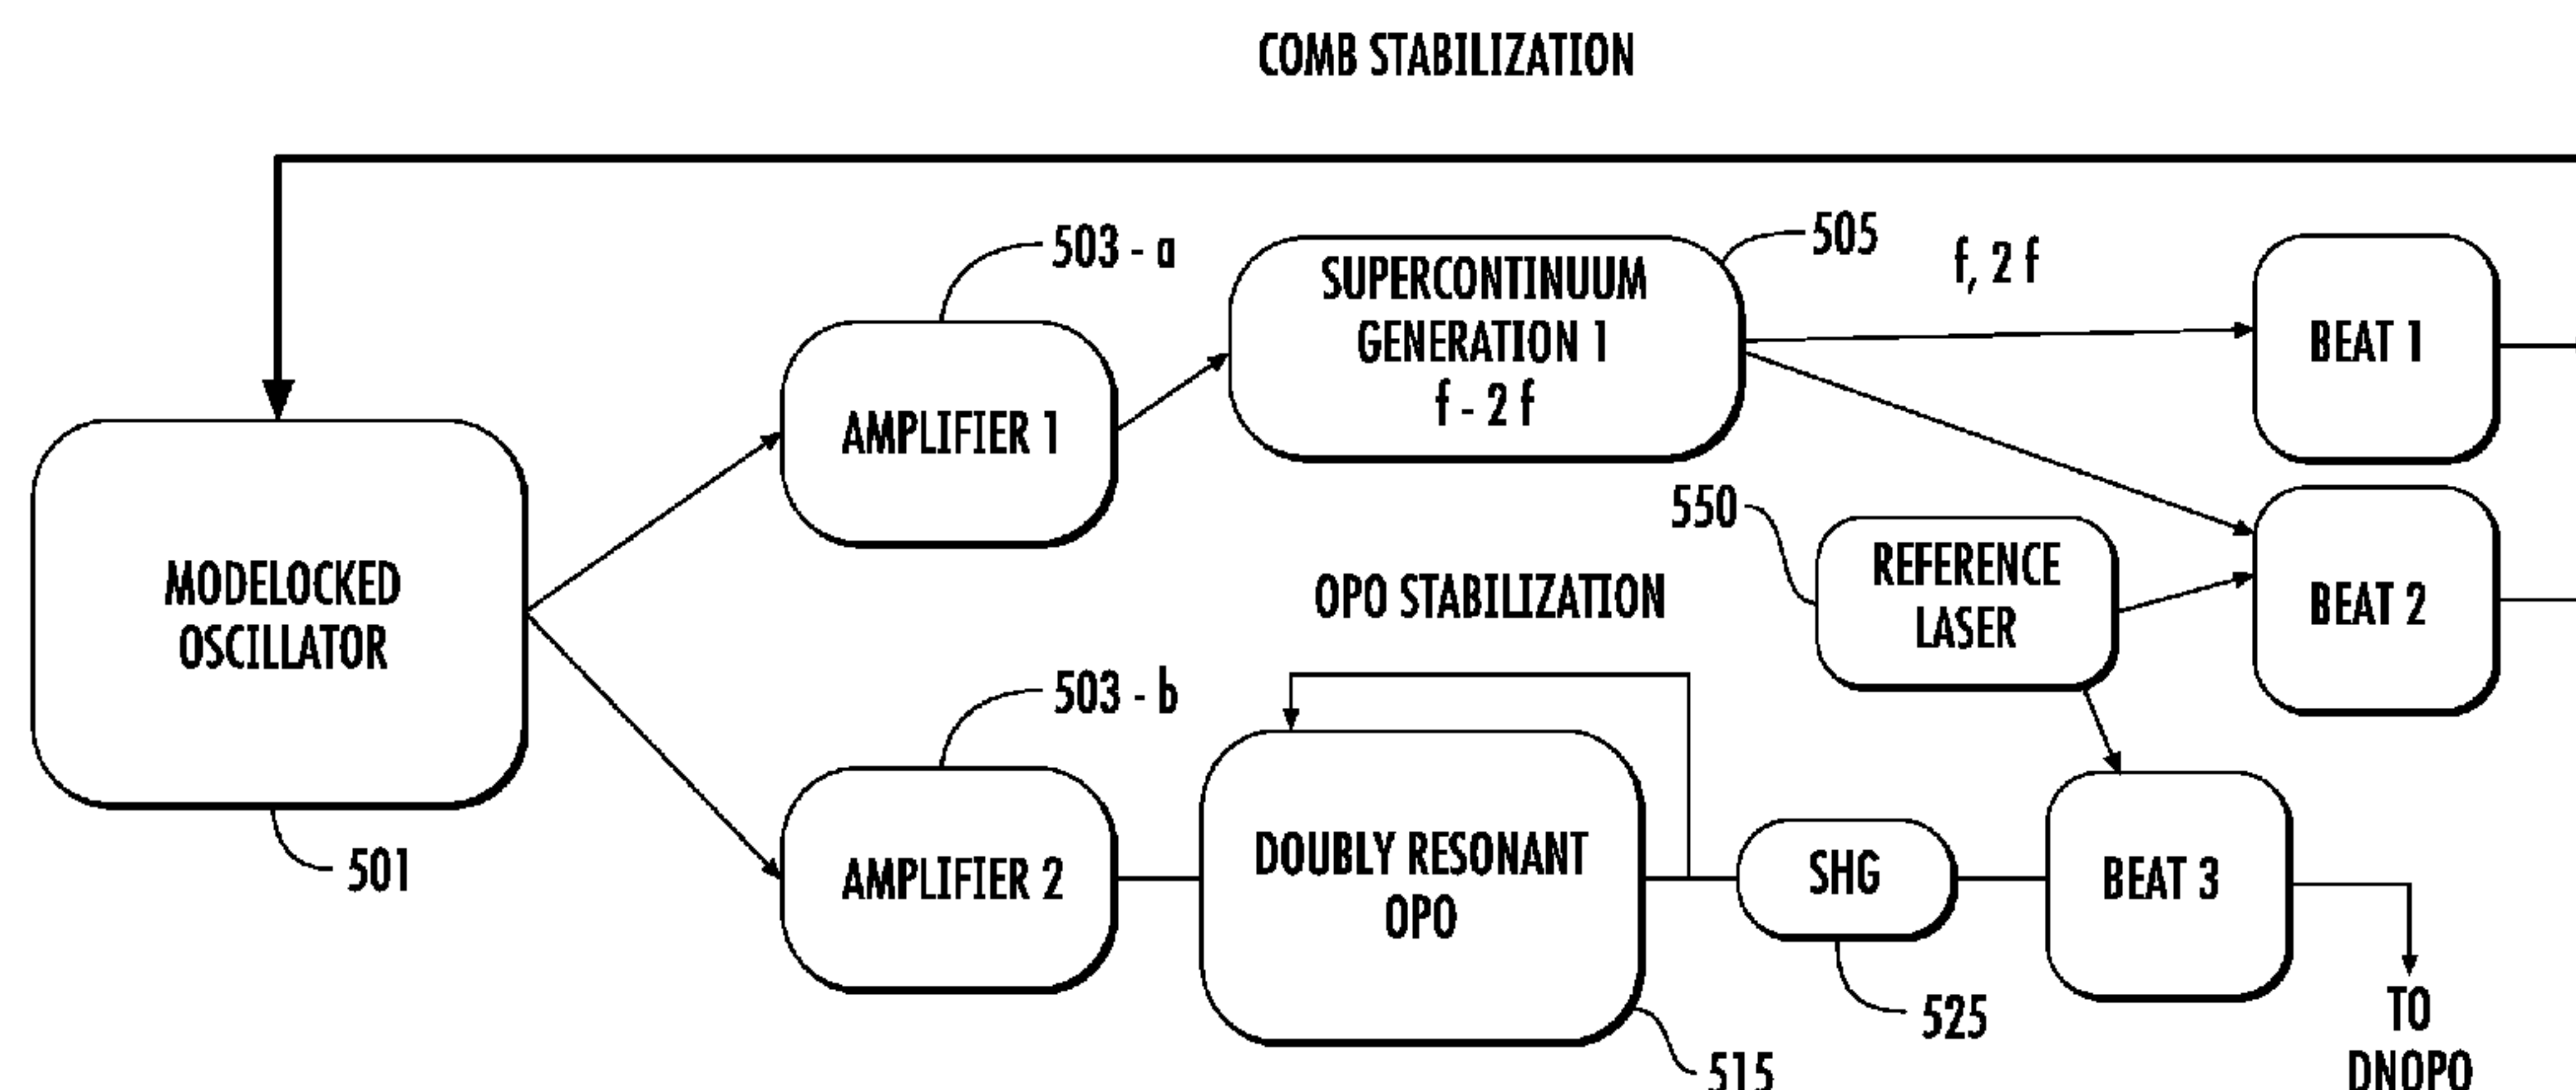 COMB STABILIZATION
503 - a
505
f, 2 f
SUPERCONTINUUM
GENERATION 1
f - 2 f
BEAT 1
AMPLIFIER 1
550
REFERENCE
LASER
BEAT 2
MODELOCKED
OSCILLATOR
OPO STABILIZATION
503 - b
501
AMPLIFIER 2
DOUBLY RESONANT
OPO
SHG
BEAT 3
525
515
TO
DNOPO